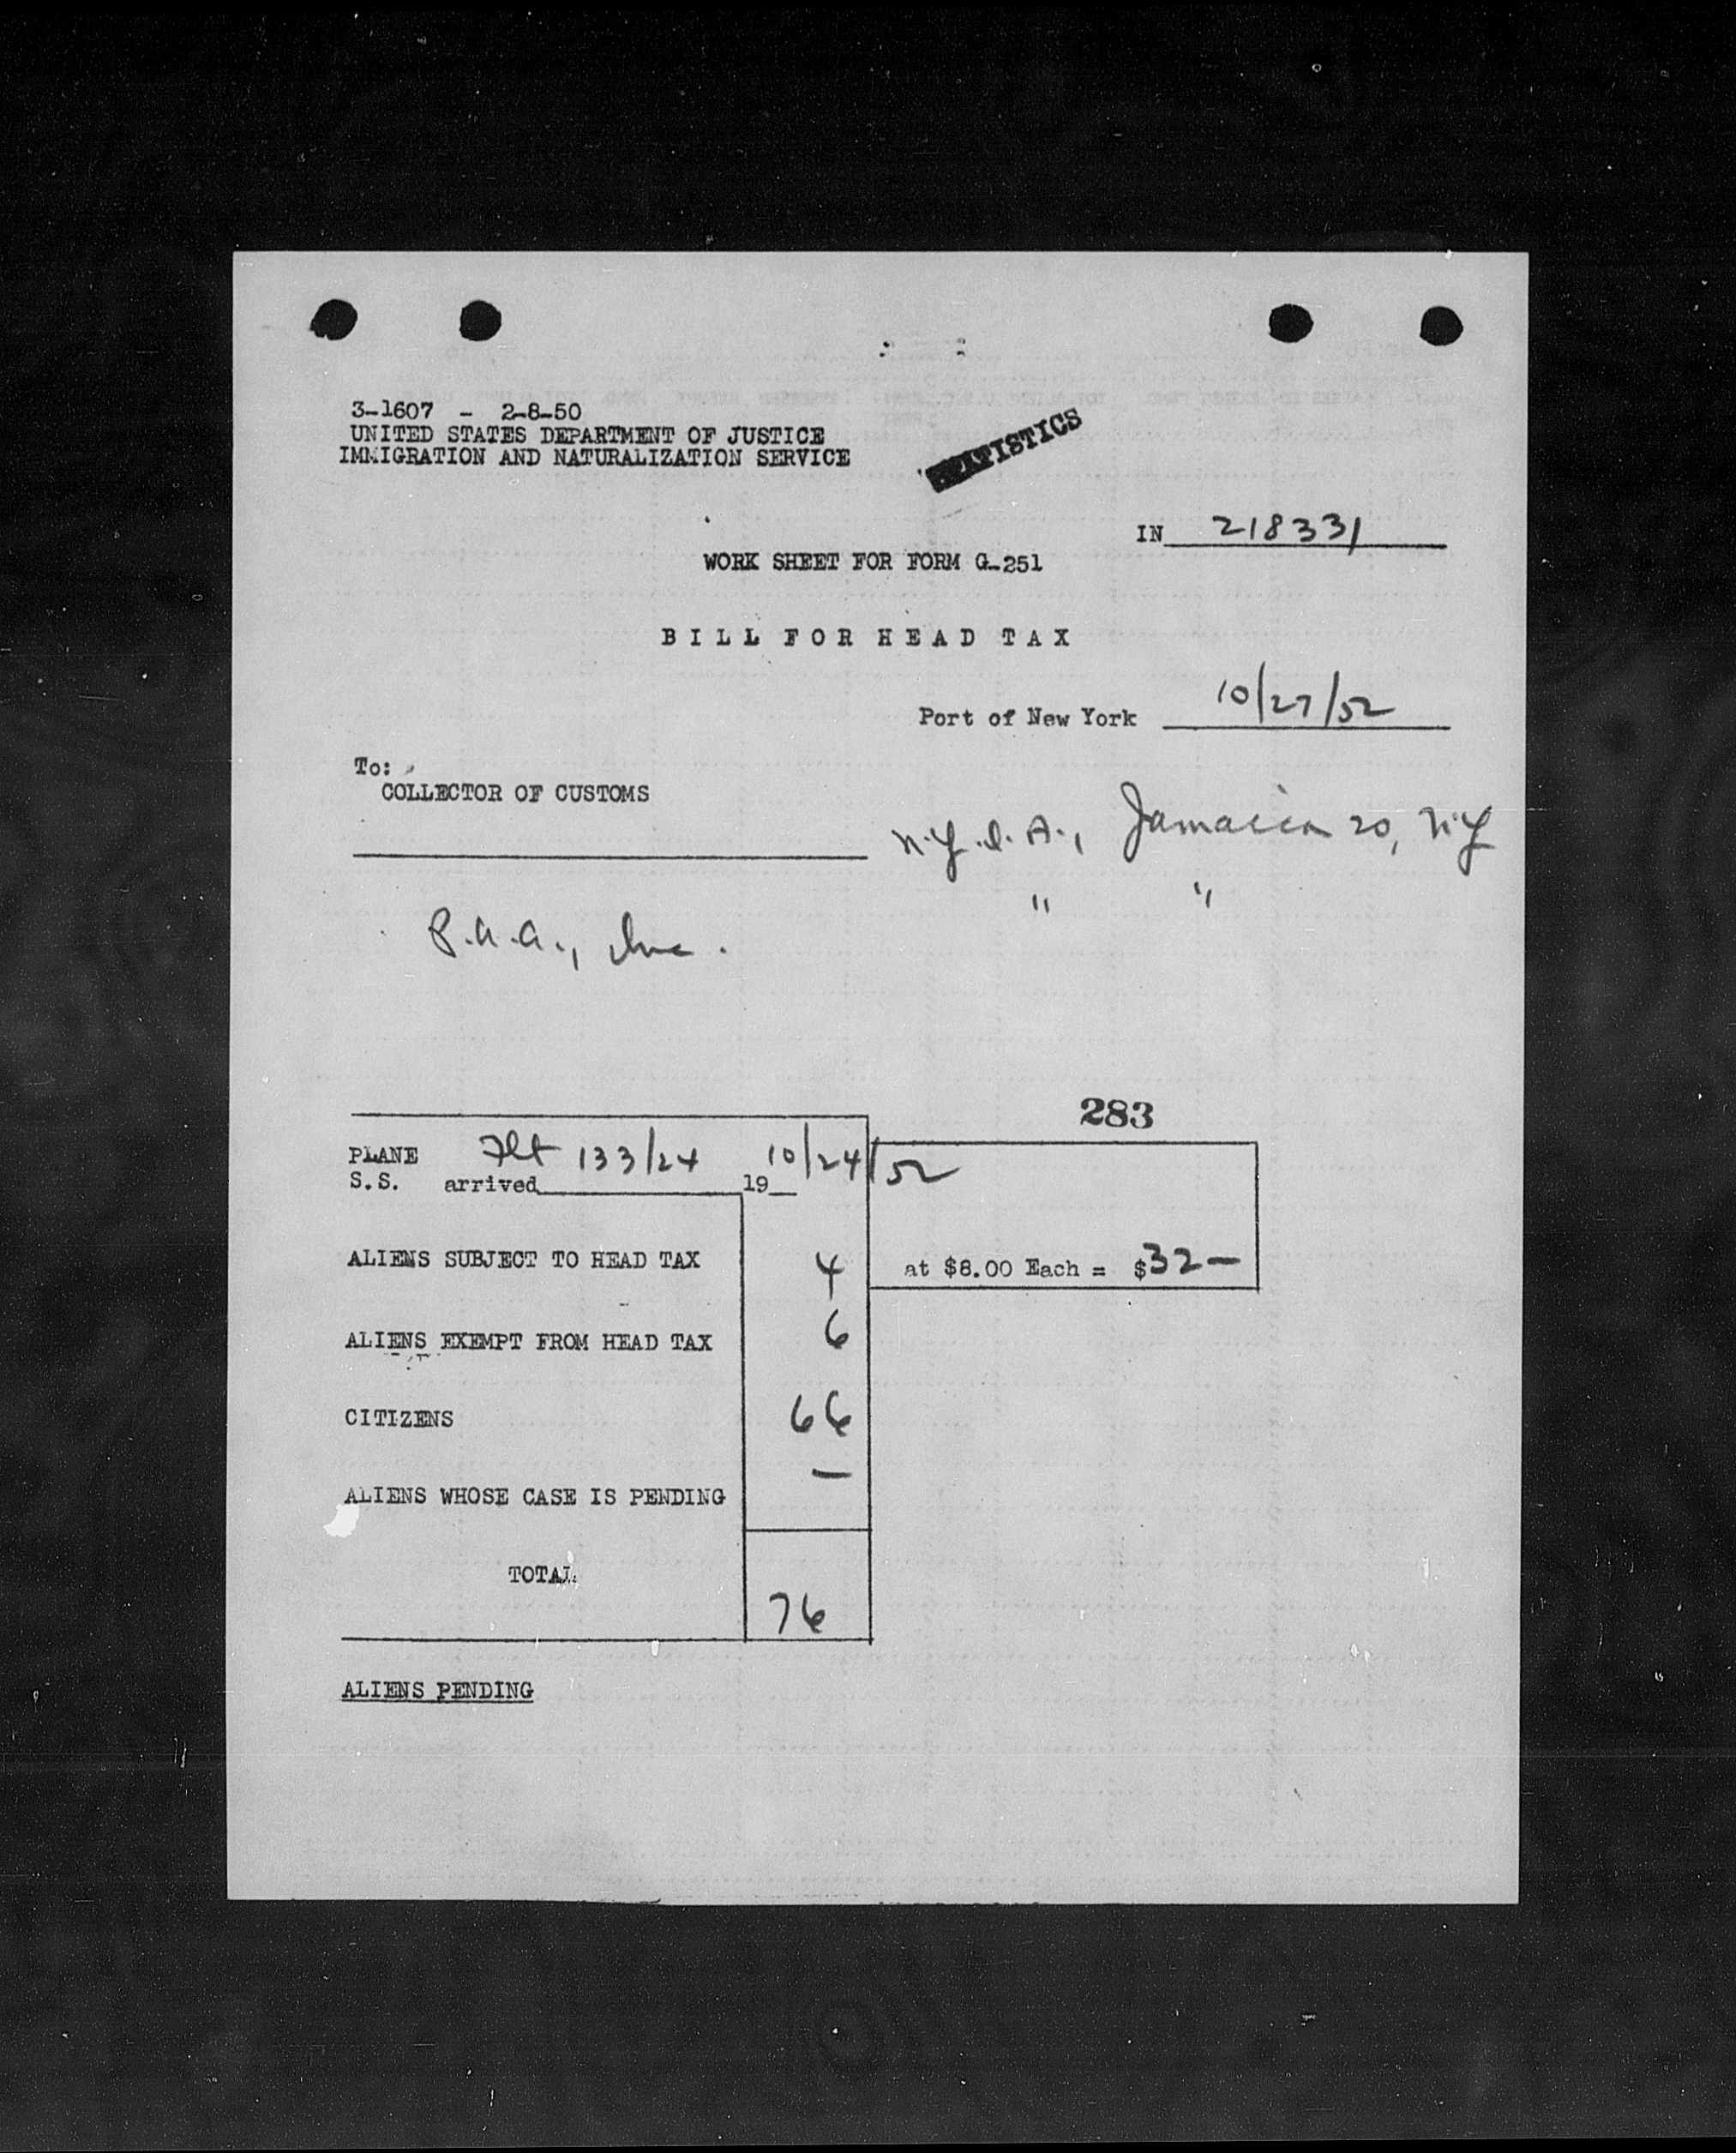 3-1607 - 2-8-50
UNITED STATES DEPARTMENT OF JUSTICE
IMMIGRATION AND NATURALIZATION SERVICE
STATISTICS
IN 218331
WORK SHEET FOR FORM G-251
BILL FOR HEAD TAX
Port of New York 10/27/52
To:
COLLECTOR OF CUSTOMS
N.Y.I.A., Jamaica 20, N.Y
" "
P.A.A., Inc.
283
PLANE Flt 133/24 10/24/52
S.S. arrived 19
ALIENS SUBJECT TO HEAD TAX 4 at $8.00 Each = $32—
ALIENS EXEMPT FROM HEAD TAX 6
CITIZENS 66
ALIENS WHOSE CASE IS PENDING —
TOTAL 76
ALIENS PENDING